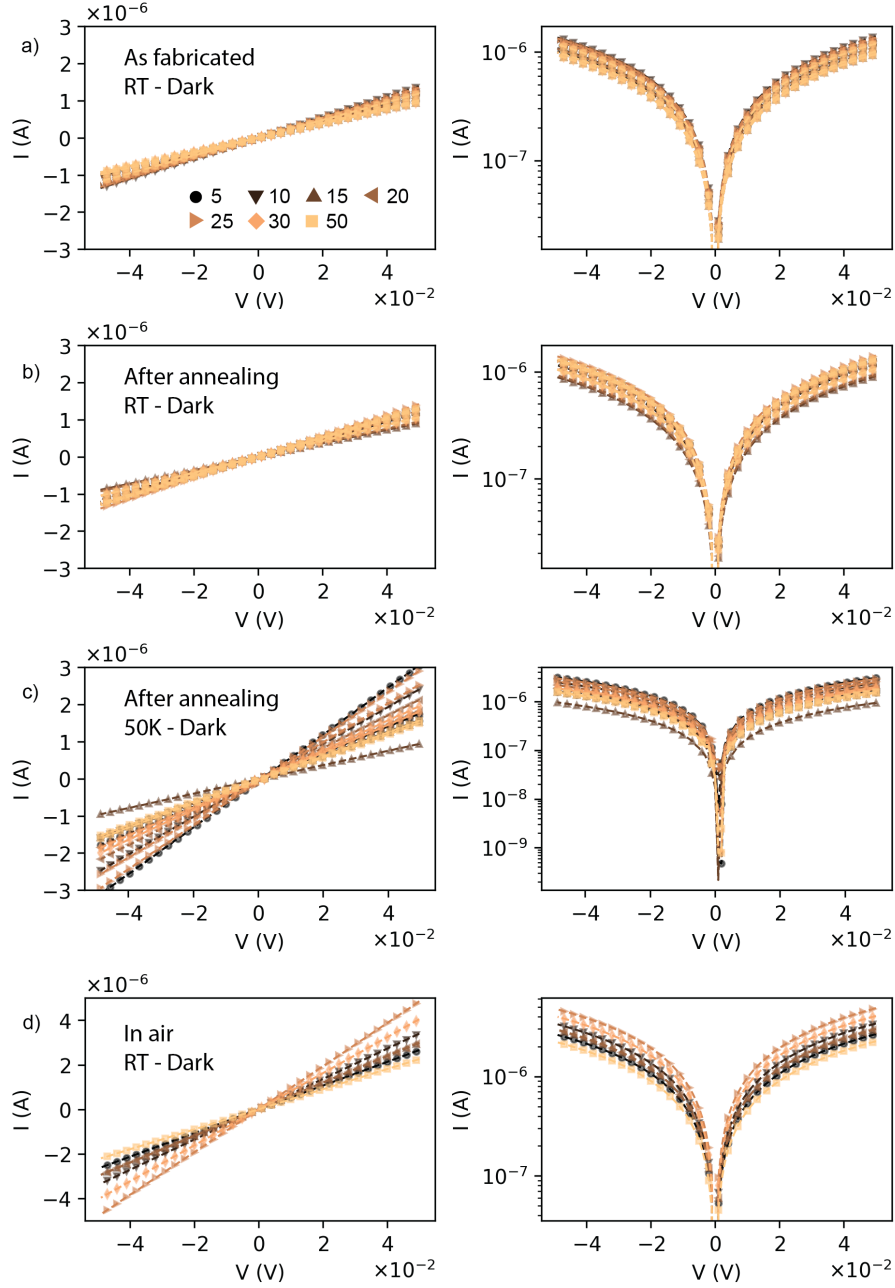 ×10−6
a)
As fabricated
RT - Dark
I (A)
3
2
1
0
−1
−2
−3
5 10 15 20
25 30 50
−4 −2 0 2 4
V (V)
×10−2
I (A)
10−6
10−7
−4 −2 0 2 4
V (V)
×10−2
×10−6
b)
After annealing
RT - Dark
I (A)
3
2
1
0
−1
−2
−3
−4 −2 0 2 4
V (V)
×10−2
I (A)
10−6
10−7
−4 −2 0 2 4
V (V)
×10−2
×10−6
c)
After annealing
50K - Dark
I (A)
3
2
1
0
−1
−2
−3
−4 −2 0 2 4
V (V)
×10−2
I (A)
10−6
10−7
10−8
10−9
−4 −2 0 2 4
V (V)
×10−2
×10−6
d)
In air
RT - Dark
I (A)
4
2
0
−2
−4
−4 −2 0 2 4
V (V)
×10−2
I (A)
10−6
10−7
−4 −2 0 2 4
V (V)
×10−2